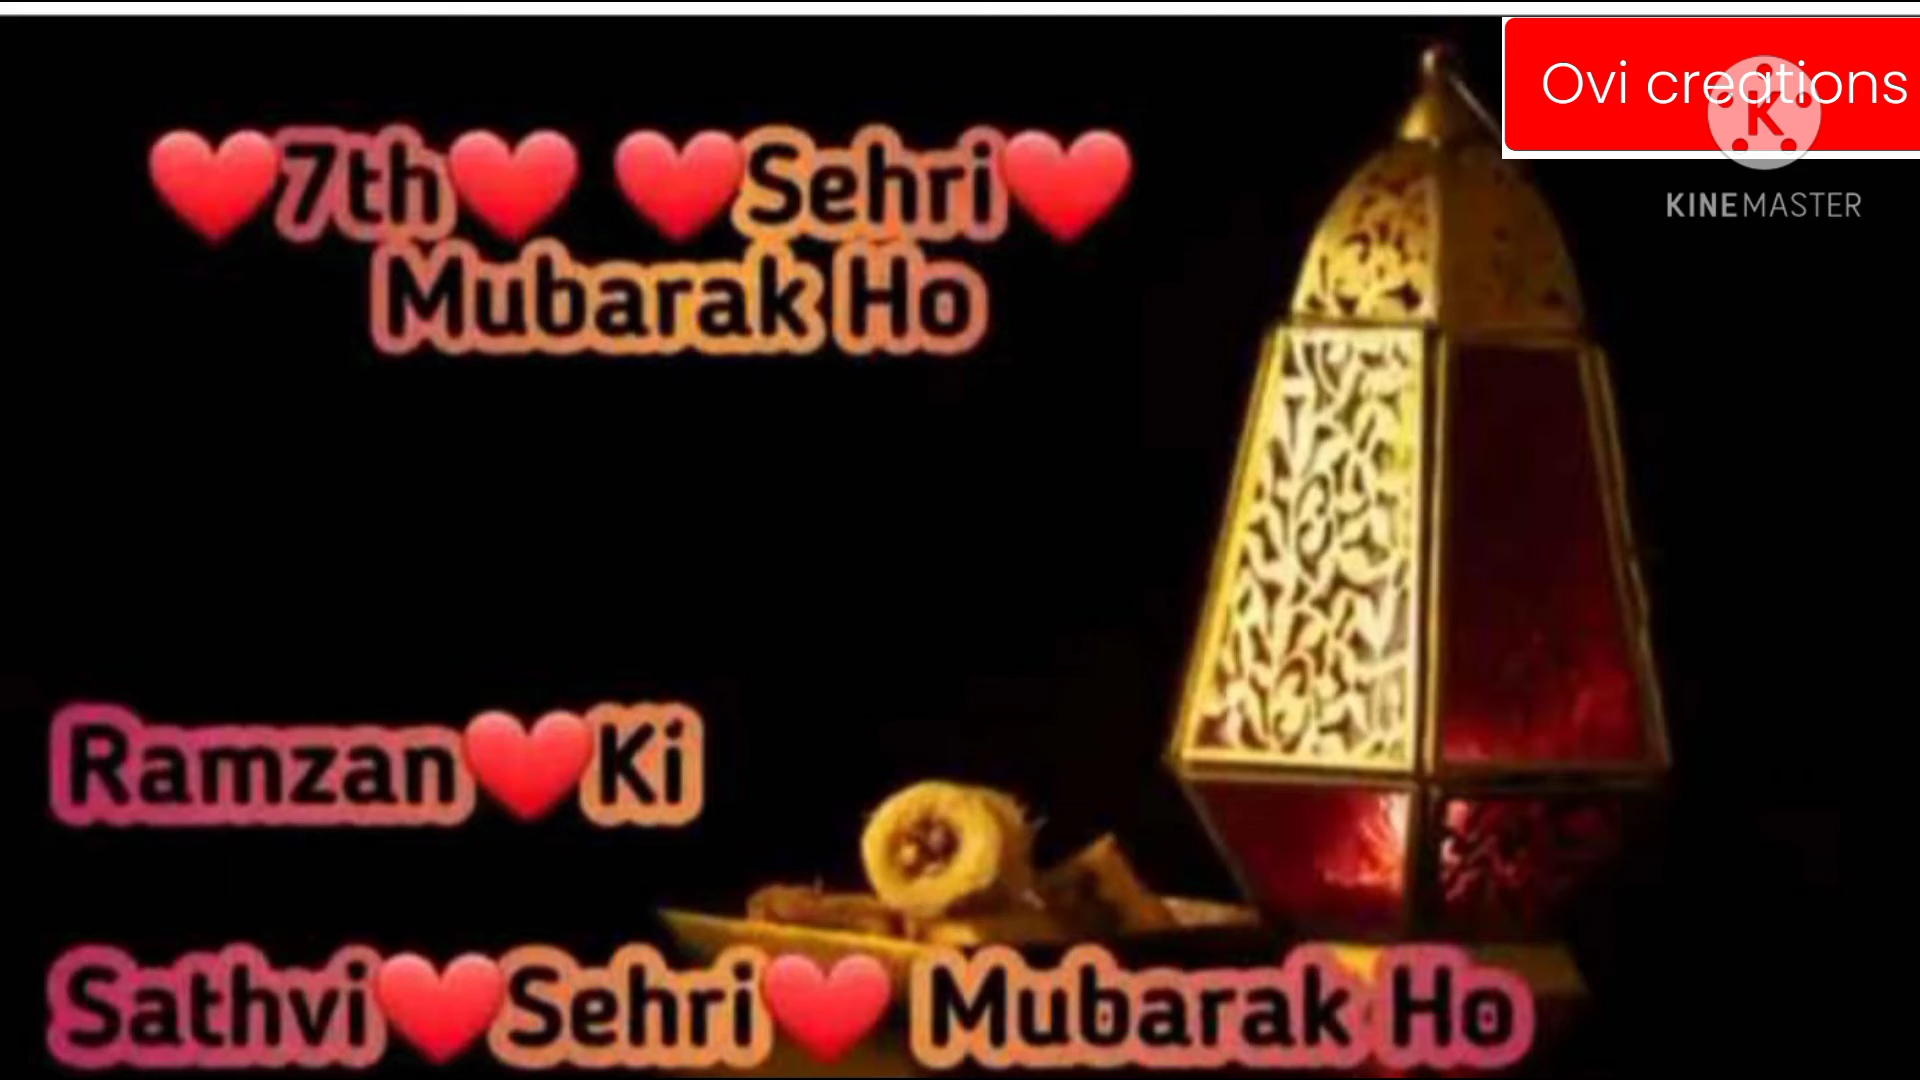 Ovi creations
K
KINEMASTER
❤️7th❤️ ❤️Sehri❤️
Mubarak Ho
Ramzan❤️Ki
Sathvi❤️Sehri❤️ Mubarak Ho